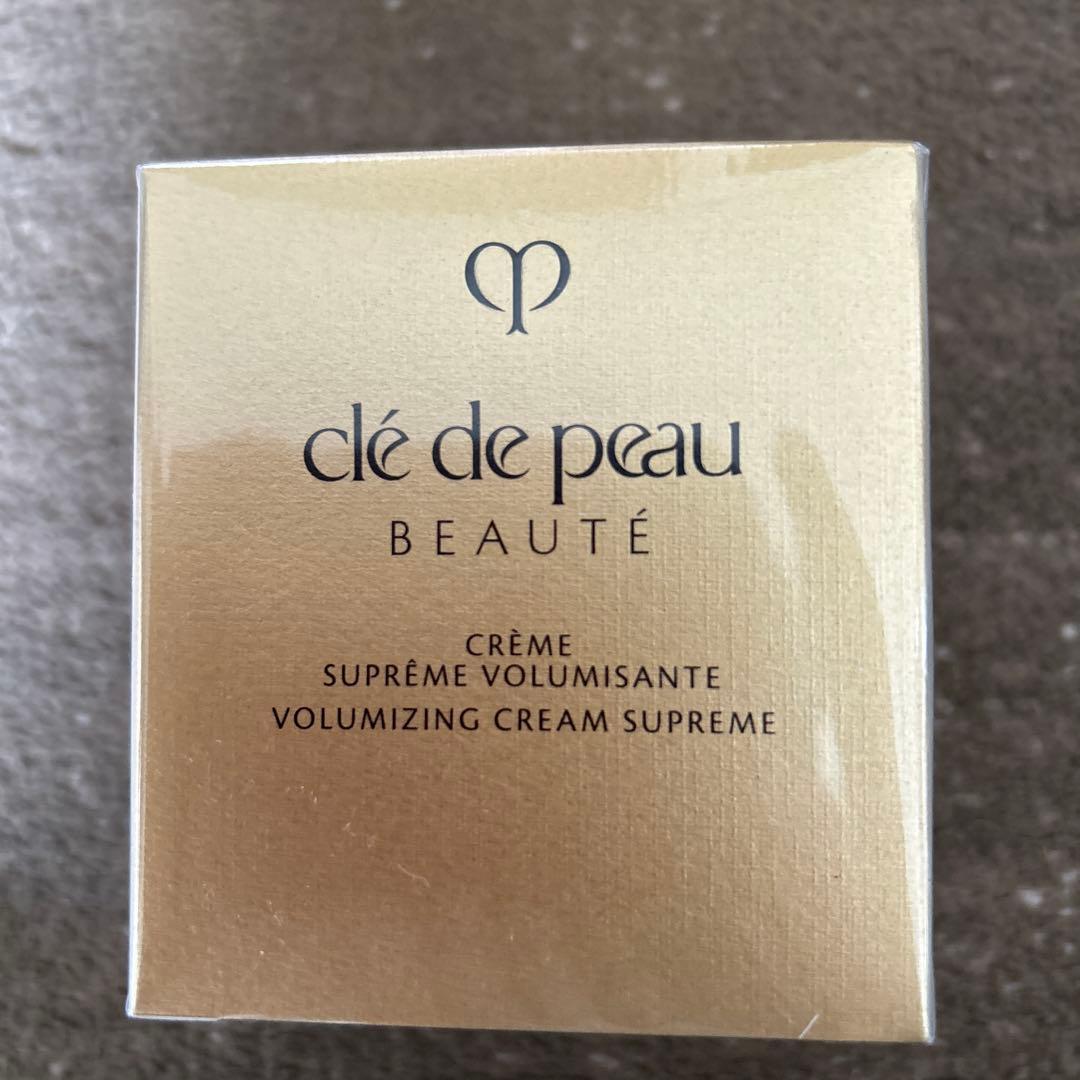 clé de peau
BEAUTÉ
CRÈME
SUPRÊME VOLUMISANTE
VOLUMIZING CREAM SUPREME